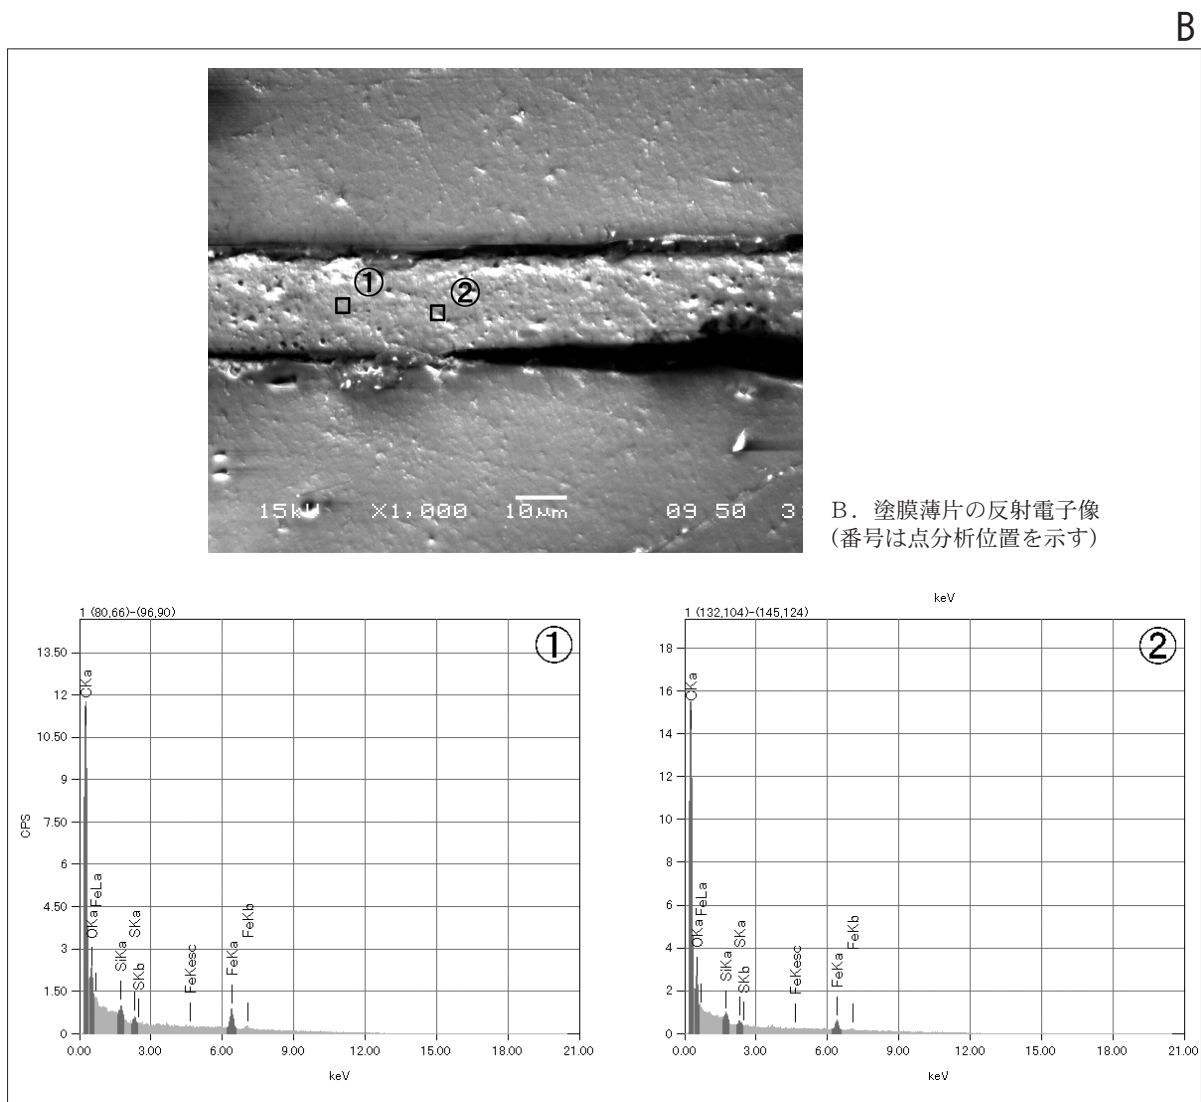 B
①
②
15kV X1,000 10μm 09 50 3
B．塗膜薄片の反射電子像
（番号は点分析位置を示す）
1 (80,66)-(96,90)
①
CPS
13.50
12
10.50
9
7.50
6
4.50
3
1.50
0
CKa
OKa
FeLa
SiKa
SKa
SKb
FeKesc
FeKa
FeKb
0.00 3.00 6.00 9.00 12.00 15.00 18.00 21.00
keV
keV
1 (132,104)-(145,124)
②
18
16
14
12
10
8
6
4
2
0
CKa
OKa
FeLa
SiKa
SKa
SKb
FeKesc
FeKa
FeKb
0.00 3.00 6.00 9.00 12.00 15.00 18.00 21.00
keV